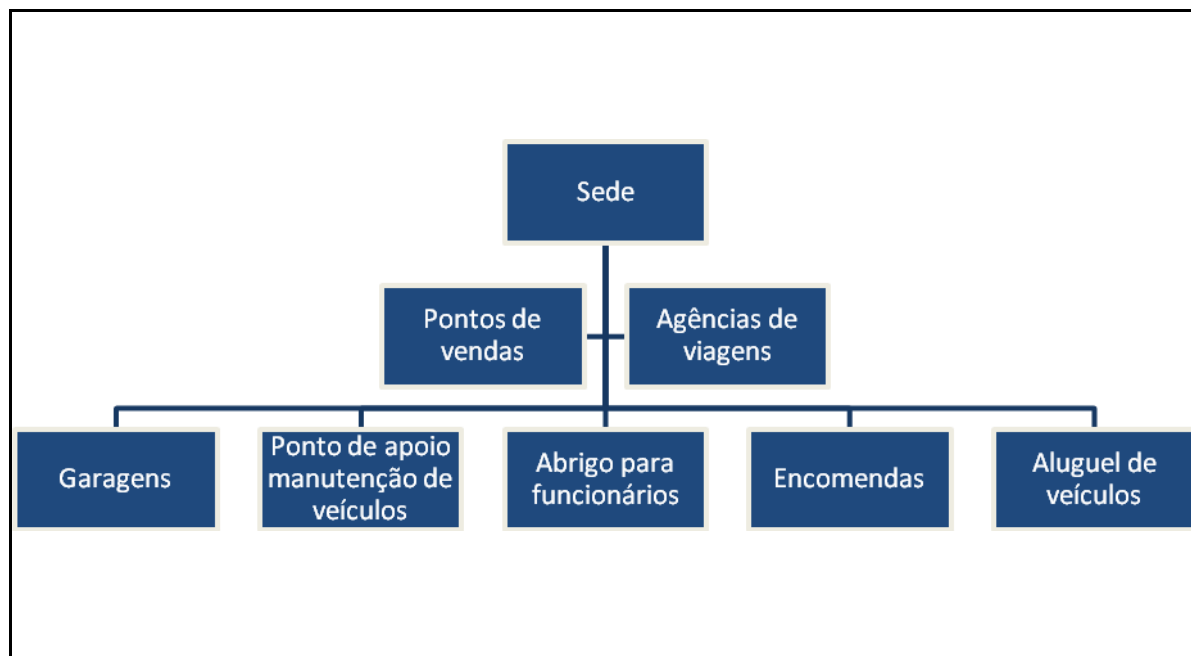 Sede
Pontos de
vendas
Agências de
viagens
Garagens
Ponto de apoio
manutenção de
veículos
Abrigo para
funcionários
Encomendas
Aluguel de
veículos